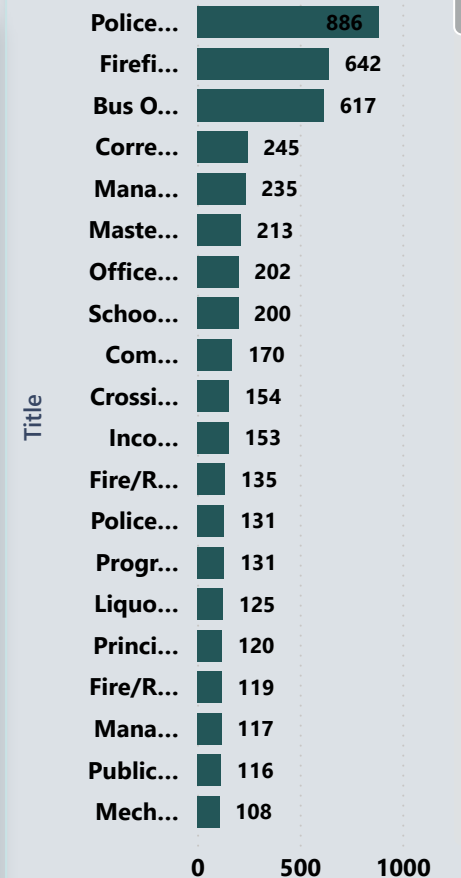 Police... 886
Firefi... 642
Bus O... 617
Corre... 245
Mana... 235
Maste... 213
Office... 202
Schoo... 200
Com... 170
Crossi... 154
Inco... 153
Fire/R... 135
Police... 131
Progr... 131
Liquo... 125
Princi... 120
Fire/R... 119
Mana... 117
Public... 116
Mech... 108
Title
0 500 1000